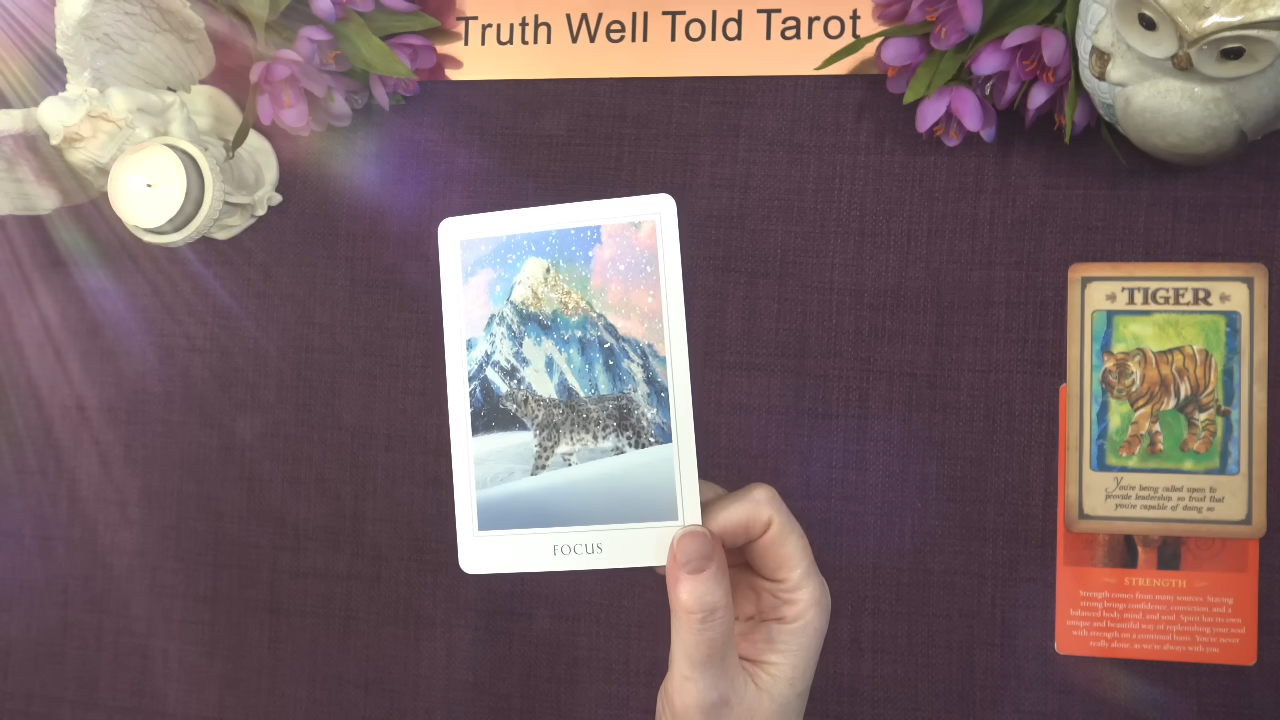 Truth Well Told Tarot
FOCUS
TIGER
You're being called upon to
provide leadership, so trust that
you're capable of doing so
STRENGTH
Strength comes from many sources. Staying
strong brings confidence, conviction, and a
balanced body, mind, and soul. Spirit has its own
unique and beautiful way of replenishing your soul
with strength on a continual basis. You're never
really alone, as we're always with you.